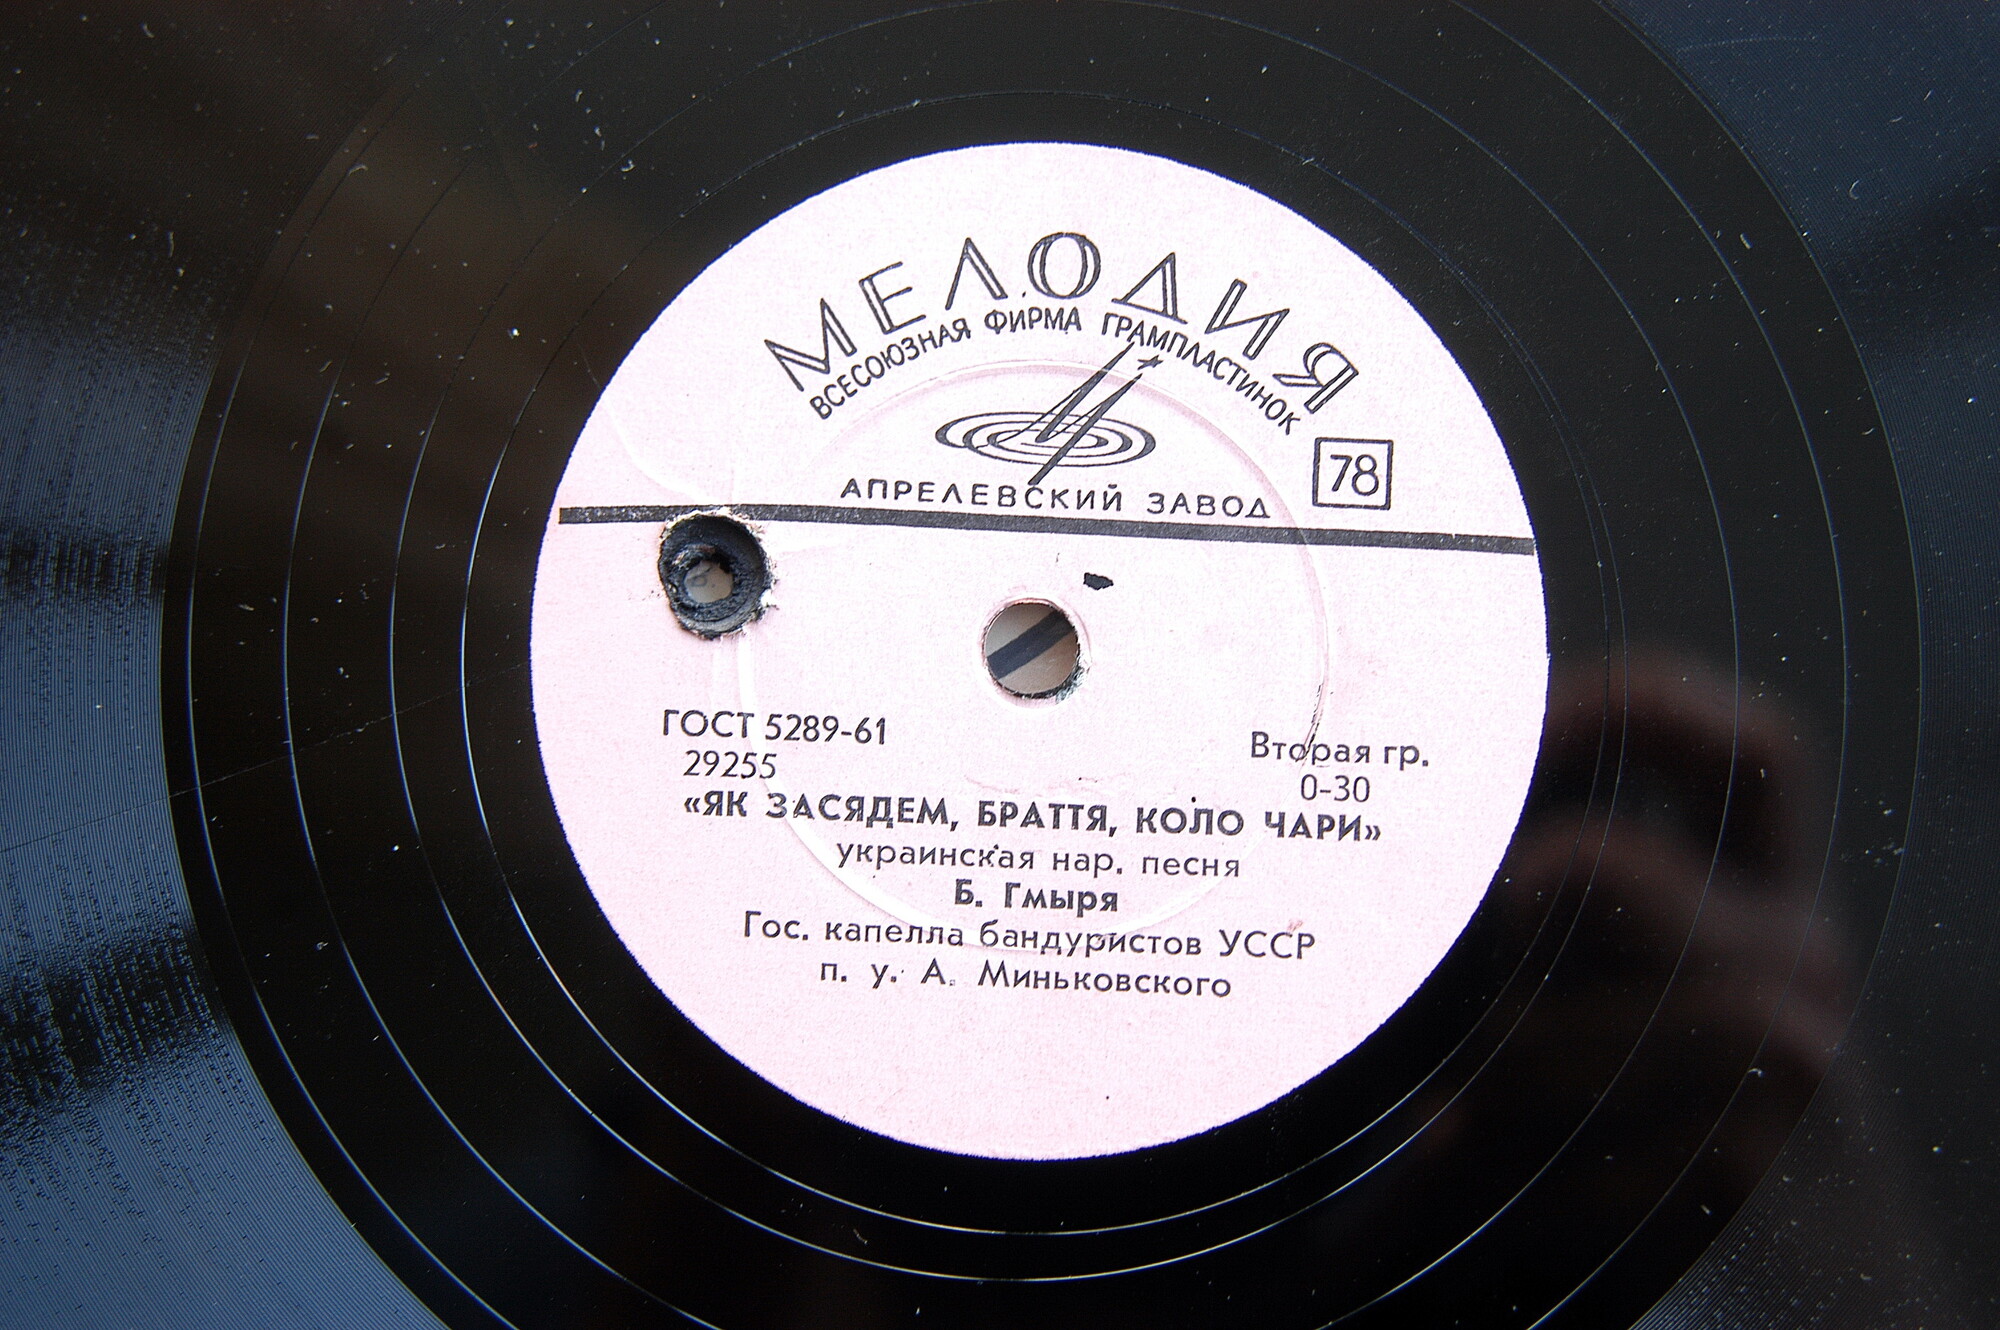 МЕЛОДИЯ
ВСЕСОЮЗНАЯ ФИРМА ГРАМПЛАСТИНОК
78
АПРЕЛЕВСКИЙ ЗАВОД
ГОСТ 5289-61
Вторая гр.
29255
0-30
«ЯК ЗАСЯДЕМ, БРАТТЯ, КОЛО ЧАРИ»
украинская нар. песня
Б. Гмыря
Гос. капелла бандуристов УССР
п. у. А. Миньковского